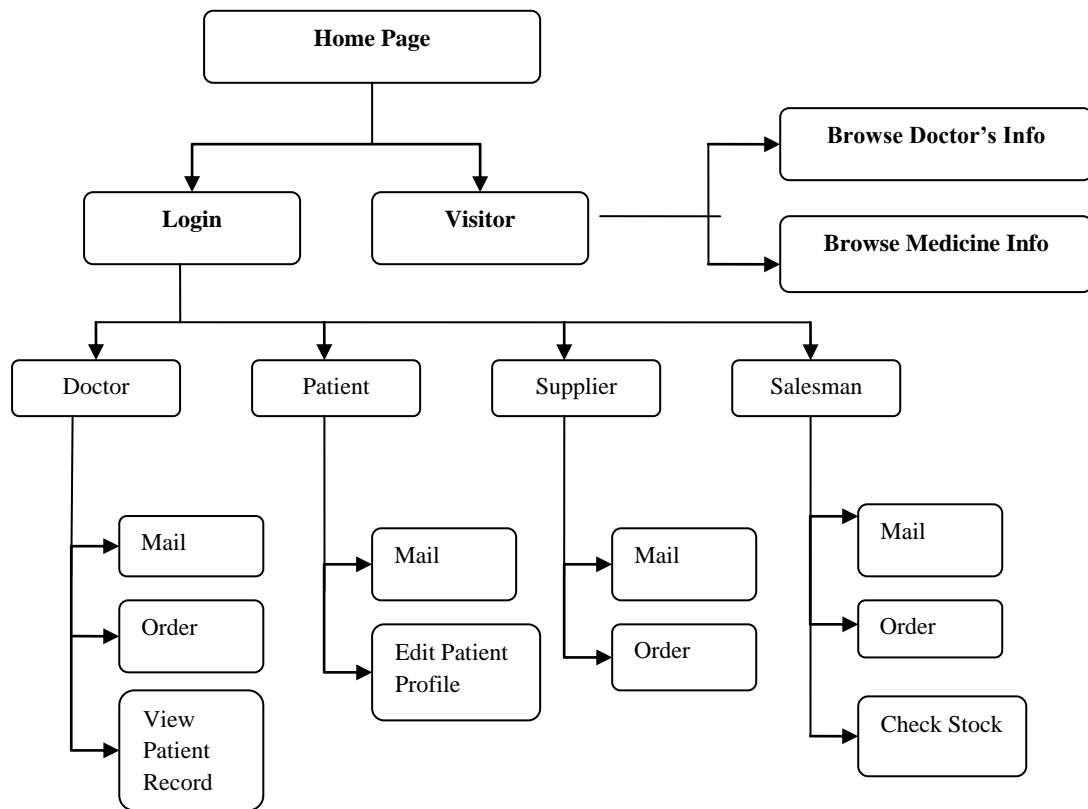 Home Page
Browse Doctor’s Info
Login
Visitor
Browse Medicine Info
Doctor
Patient
Supplier
Salesman
Mail
Order
View
Patient
Record
Mail
Edit Patient
Profile
Mail
Order
Mail
Order
Check Stock